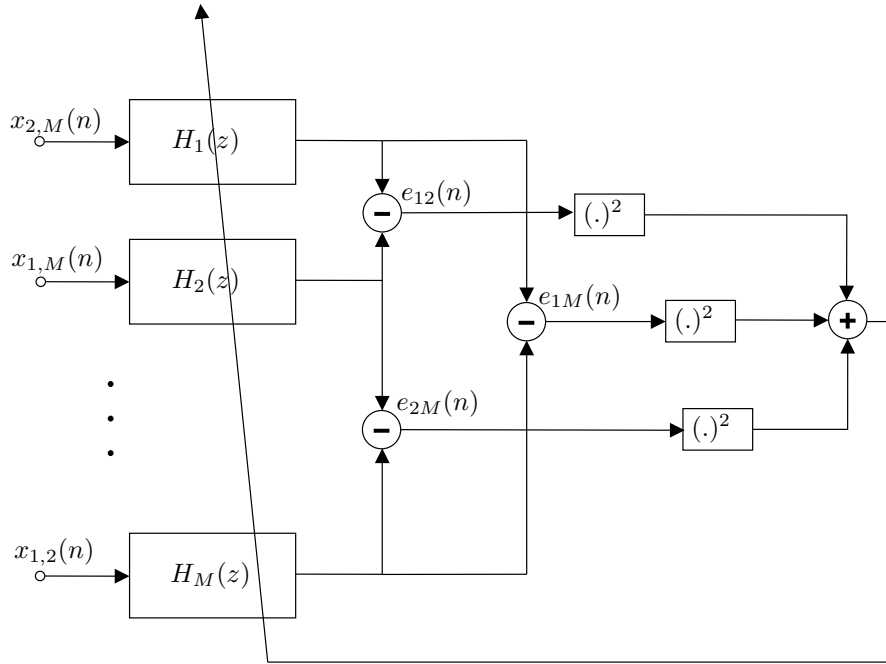 x_{2,M}(n)
H_1(z)
e_{12}(n)
(.)^2
x_{1,M}(n)
H_2(z)
e_{1M}(n)
(.)^2
e_{2M}(n)
(.)^2
x_{1,2}(n)
H_M(z)